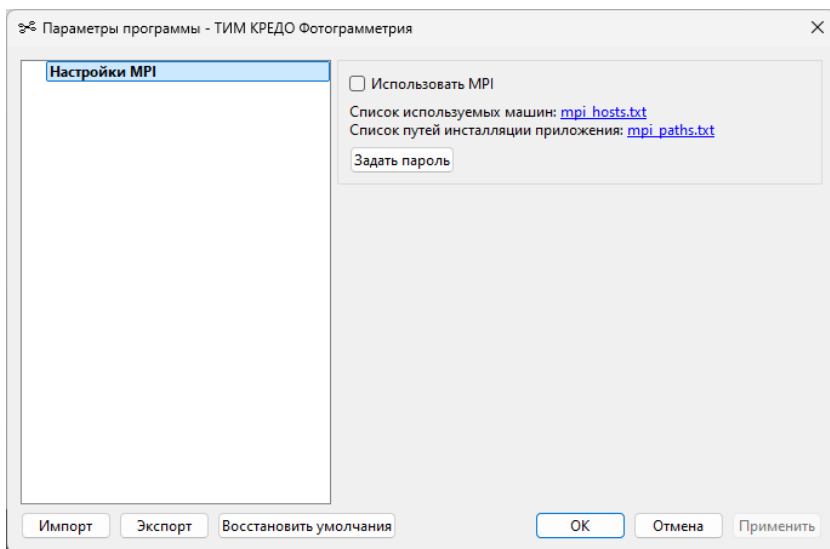 Параметры программы - ТИМ КРЕДО Фотограмметрия
Настройки MPI
Использовать MPI
Список используемых машин: mpi_hosts.txt
Список путей инсталляции приложения: mpi_paths.txt
Задать пароль
Импорт Экспорт Восстановить умолчания ОК Отмена Применить